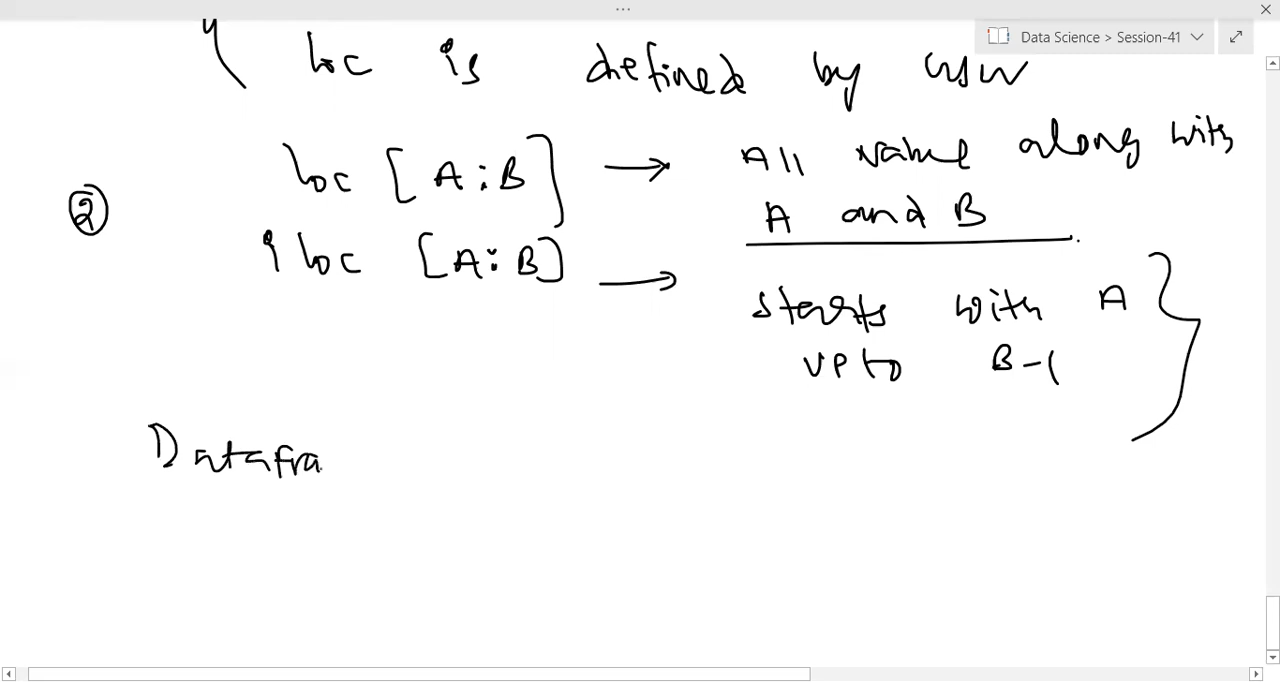 Data Science > Session-41
loc is defined by user
② loc [A:B] → All value along with
A and B
iloc [A:B] →
starts with A
upto B-1
Datafra